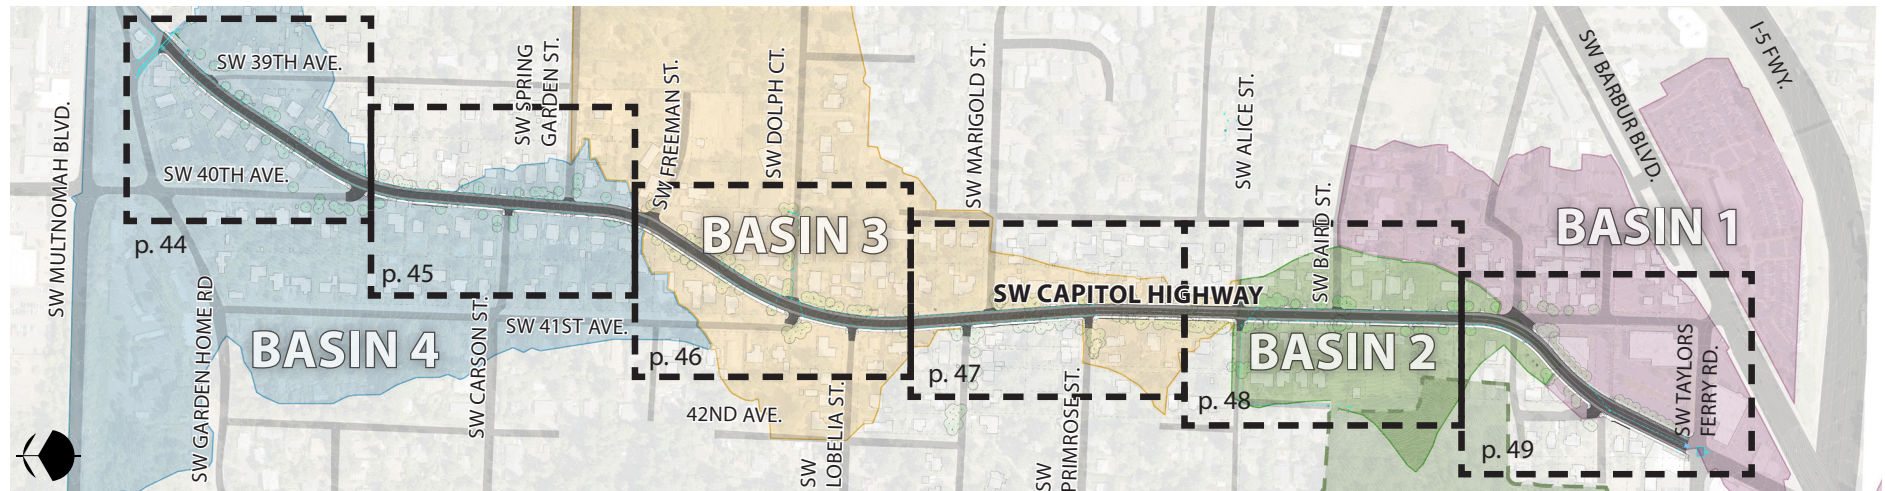 SW MULTNOMAH BLVD.
SW 39TH AVE.
SW 40TH AVE.
p. 44
SW GARDEN HOME RD
BASIN 4
p. 45
SW SPRING
GARDEN ST.
SW CARSON ST.
SW 41ST AVE.
SW FREEMAN ST.
SW DOLPH CT.
BASIN 3
p. 46
42ND AVE.
SW
LOBELIA ST.
SW MARIGOLD ST.
p. 47
SW CAPITOL HIGHWAY
SW
PRIMROSE ST.
SW ALICE ST.
SW BAIRD ST.
BASIN 2
p. 48
SW BARBUR BLVD.
I-5 FWY.
BASIN 1
SW TAYLORS
FERRY RD.
p. 49